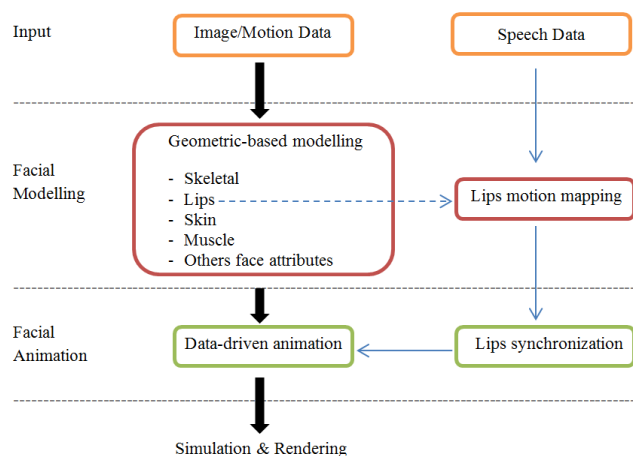 Input
Image/Motion Data
Speech Data
Facial
Modelling
Geometric-based modelling
- Skeletal
- Lips
- Skin
- Muscle
- Others face attributes
Lips motion mapping
Facial
Animation
Data-driven animation
Lips synchronization
Simulation & Rendering